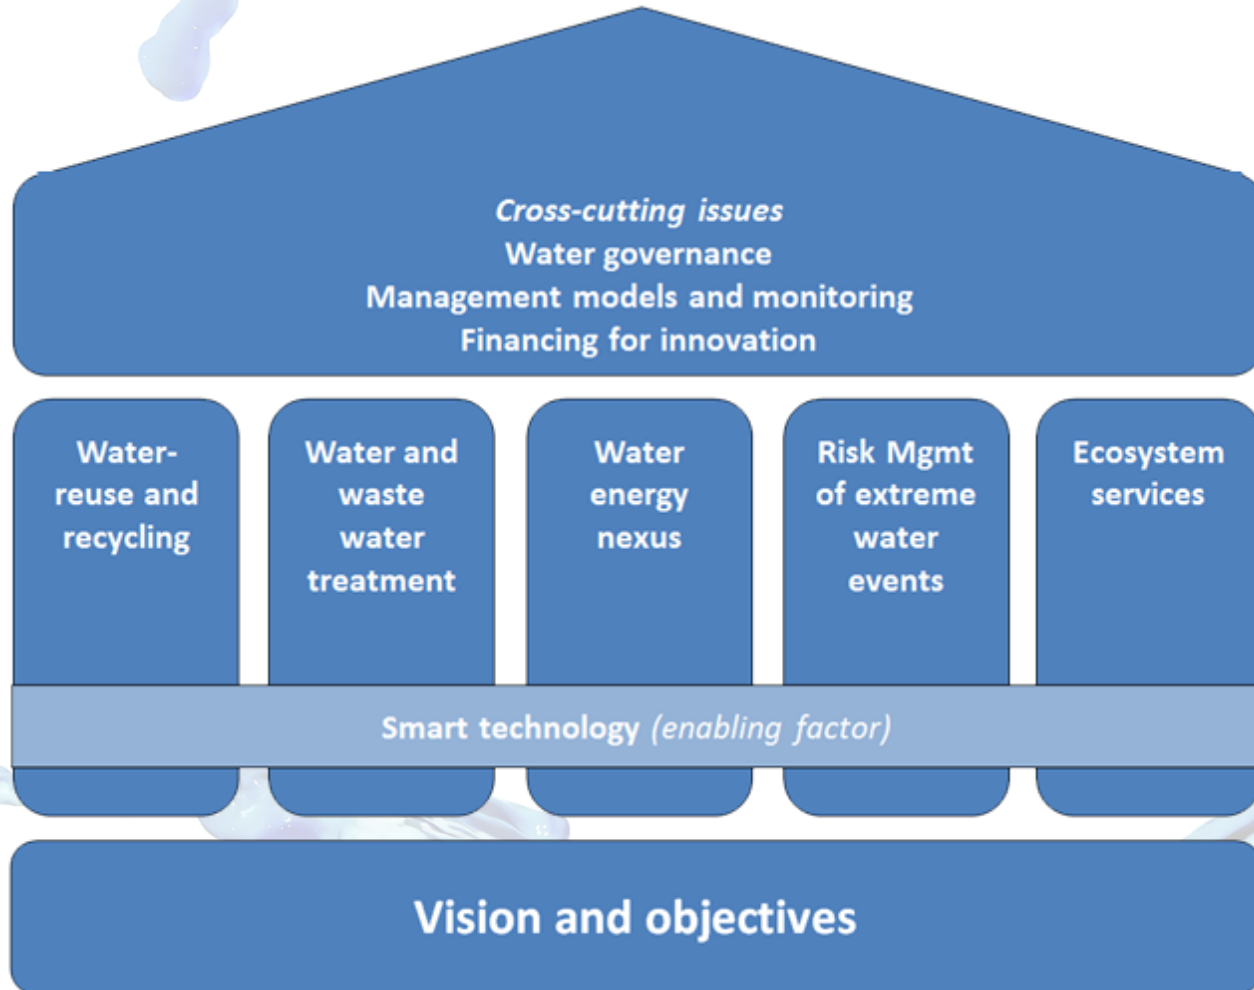 Cross-cutting issues
Water governance
Management models and monitoring
Financing for innovation
Water-
reuse and
recycling
Water and
waste
water
treatment
Water
energy
nexus
Risk Mgmt
of extreme
water
events
Ecosystem
services
Smart technology (enabling factor)
Vision and objectives